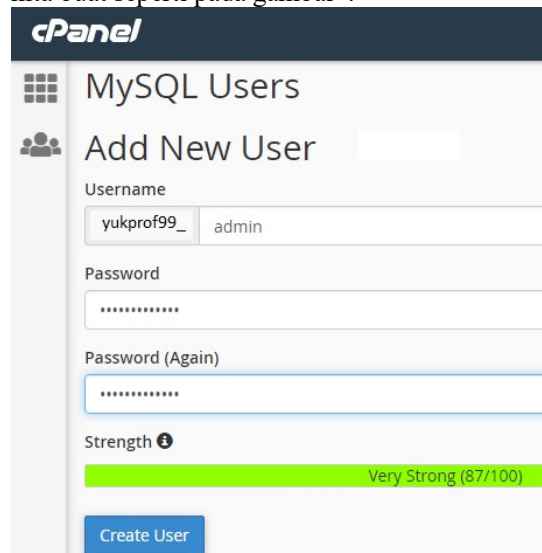 cPanel
MySQL Users
Add New User
Username
yukprof99_ admin
Password
•••••••••••••
Password (Again)
•••••••••••••
Strength
Very Strong (87/100)
Create User